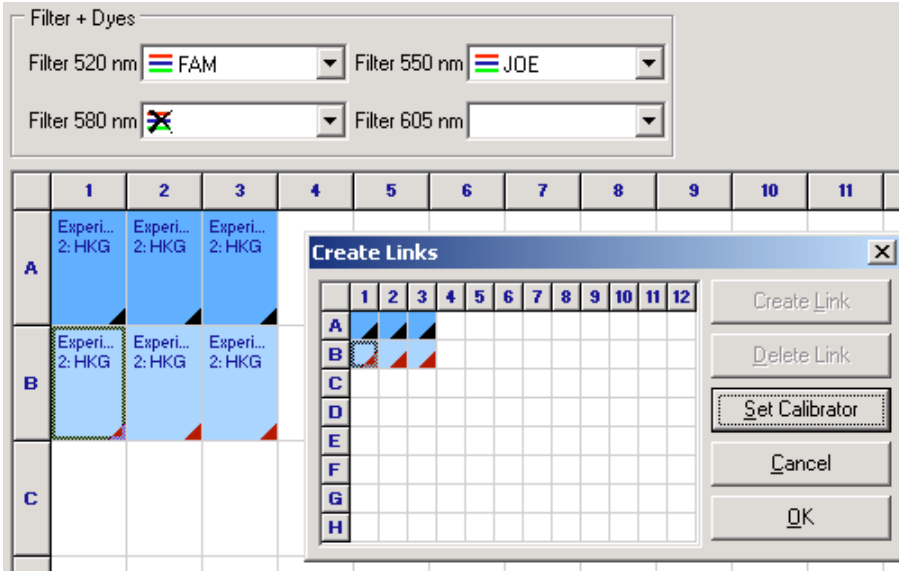 Filter + Dyes
Filter 520 nm FAM Filter 550 nm JOE
Filter 580 nm Filter 605 nm
1 2 3 4 5 6 7 8 9 10 11
A Experi... Experi... Experi...
2: HKG 2: HKG 2: HKG
B Experi... Experi... Experi...
2: HKG 2: HKG 2: HKG
C
Create Links
1 2 3 4 5 6 7 8 9 10 11 12
A
B
C
D
E
F
G
H
Create Link
Delete Link
Set Calibrator
Cancel
OK